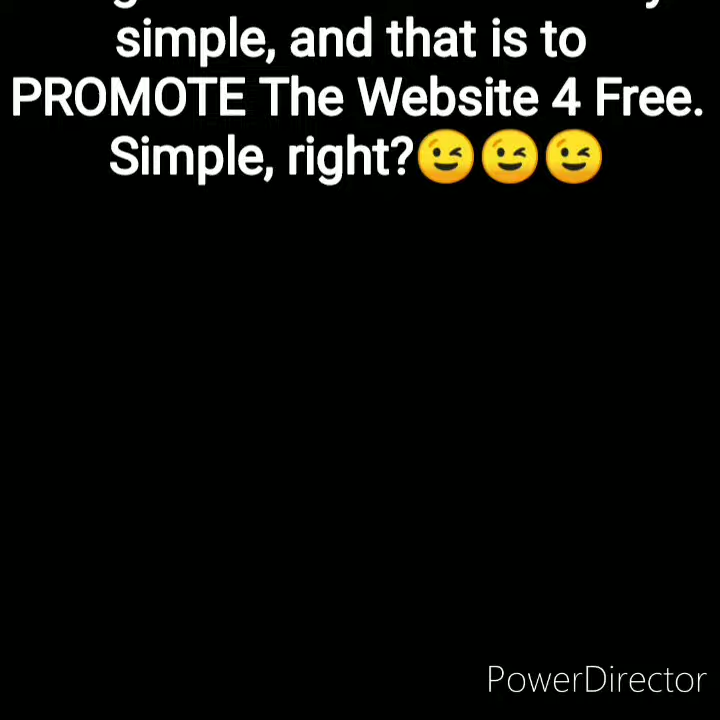 simple, and that is to
PROMOTE The Website 4 Free.
Simple, right?😉😉😉
PowerDirector